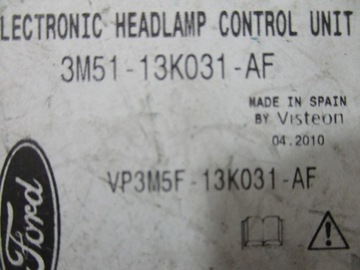 LECTRONIC HEADLAMP CONTROL UNIT
3M51-13K031-AF
MADE IN SPAIN
BY Visteon
04.2010
VP3M5F-13K031-AF
Ford